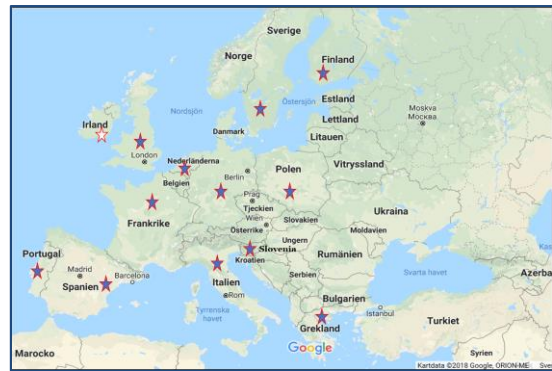 Sverige
Finland
Norge
Estland
Lettland
Moskva
Москва
Litauen
Nordsjön
Östersjön
Danmark
Irland
London
Nederländerna
Belgien
Berlin
Polen
Vitryssland
Prag
Tjeckien
Wien
Slovakien
Ukraina
Frankrike
Österrike
Ungern
Moldavien
Slovenia
Kroatien
Rumänien
Portugal
Madrid
Spanien
Barcelona
Italien
Rom
Serbien
Bulgarien
Svarta havet
Azerba
Tyrrenska
havet
Istanbul
Grekland
Turkiet
Google
Marocko
Syrien
Kartdata ©2018 Google, ORION-ME